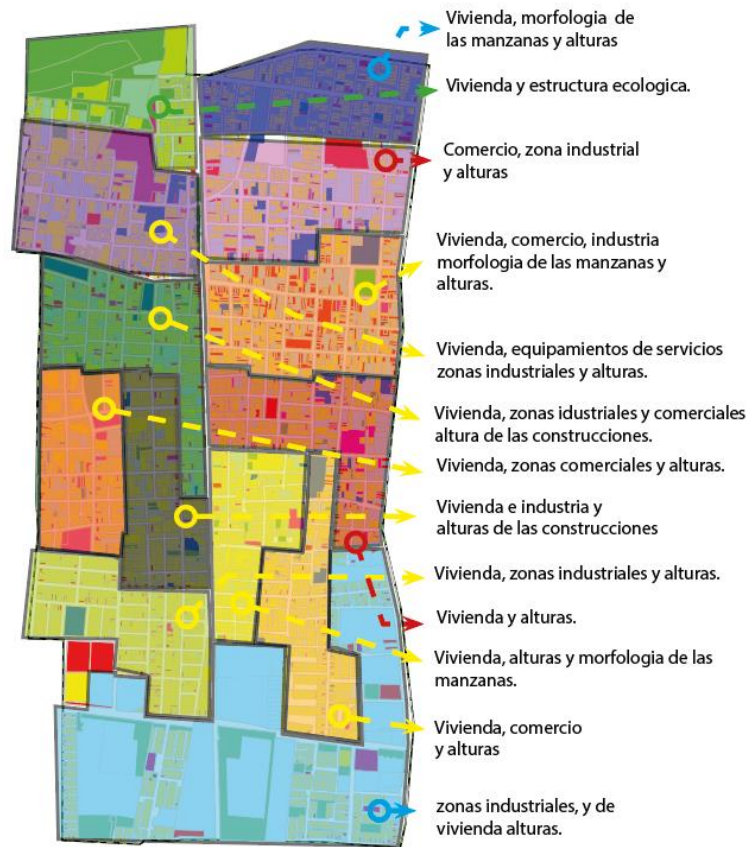 Vivienda, morfologia de
las manzanas y alturas
Vivienda y estructura ecologica.
Comercio, zona industrial
y alturas
Vivienda, comercio, industria
morfologia de las manzanas y
alturas.
Vivienda, equipamientos de servicios
zonas industriales y alturas.
Vivienda, zonas idustriales y comerciales
altura de las construcciones.
Vivienda, zonas comerciales y alturas.
Vivienda e industria y
alturas de las construcciones
Vivienda, zonas industriales y alturas.
Vivienda y alturas.
Vivienda, alturas y morfologia de las
manzanas.
Vivienda, comercio
y alturas
zonas industriales, y de
vivienda alturas.